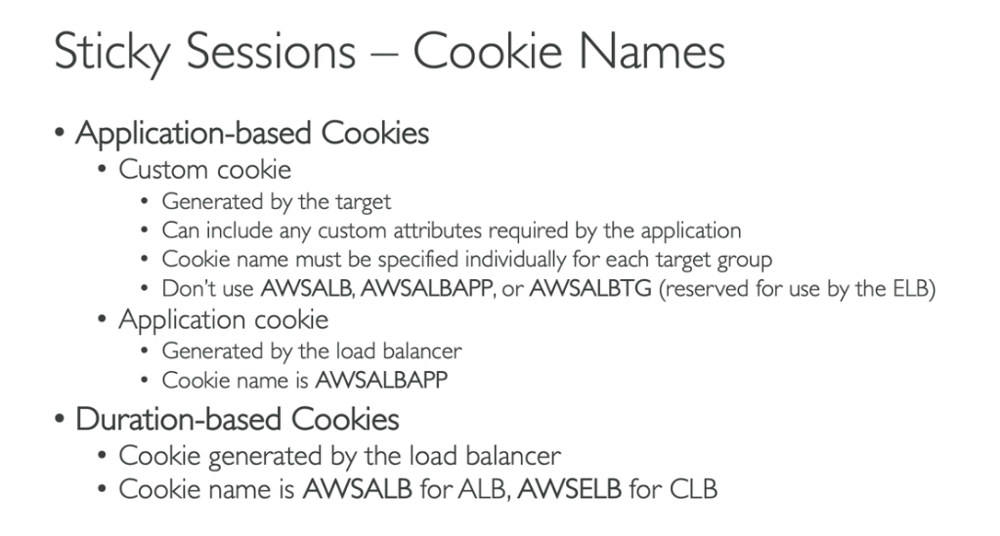 Sticky Sessions – Cookie Names
• Application-based Cookies
• Custom cookie
• Generated by the target
• Can include any custom attributes required by the application
• Cookie name must be specified individually for each target group
• Don't use AWSALB, AWSALBAPP, or AWSALBTG (reserved for use by the ELB)
• Application cookie
• Generated by the load balancer
• Cookie name is AWSALBAPP
• Duration-based Cookies
• Cookie generated by the load balancer
• Cookie name is AWSALB for ALB, AWSELB for CLB